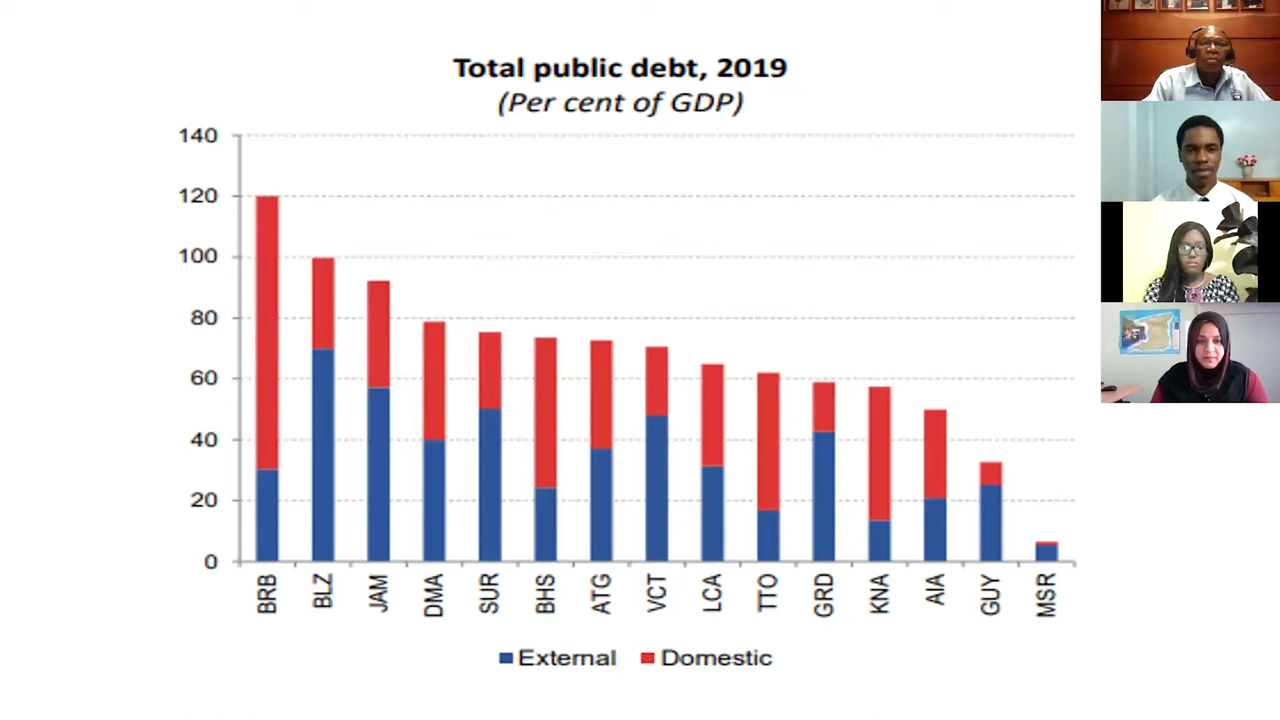 Total public debt, 2019
(Per cent of GDP)
140
120
100
80
60
40
20
0
BRB BLZ JAM DMA SUR BHS ATG VCT LCA TTO GRD KNA AIA GUY MSR
External Domestic